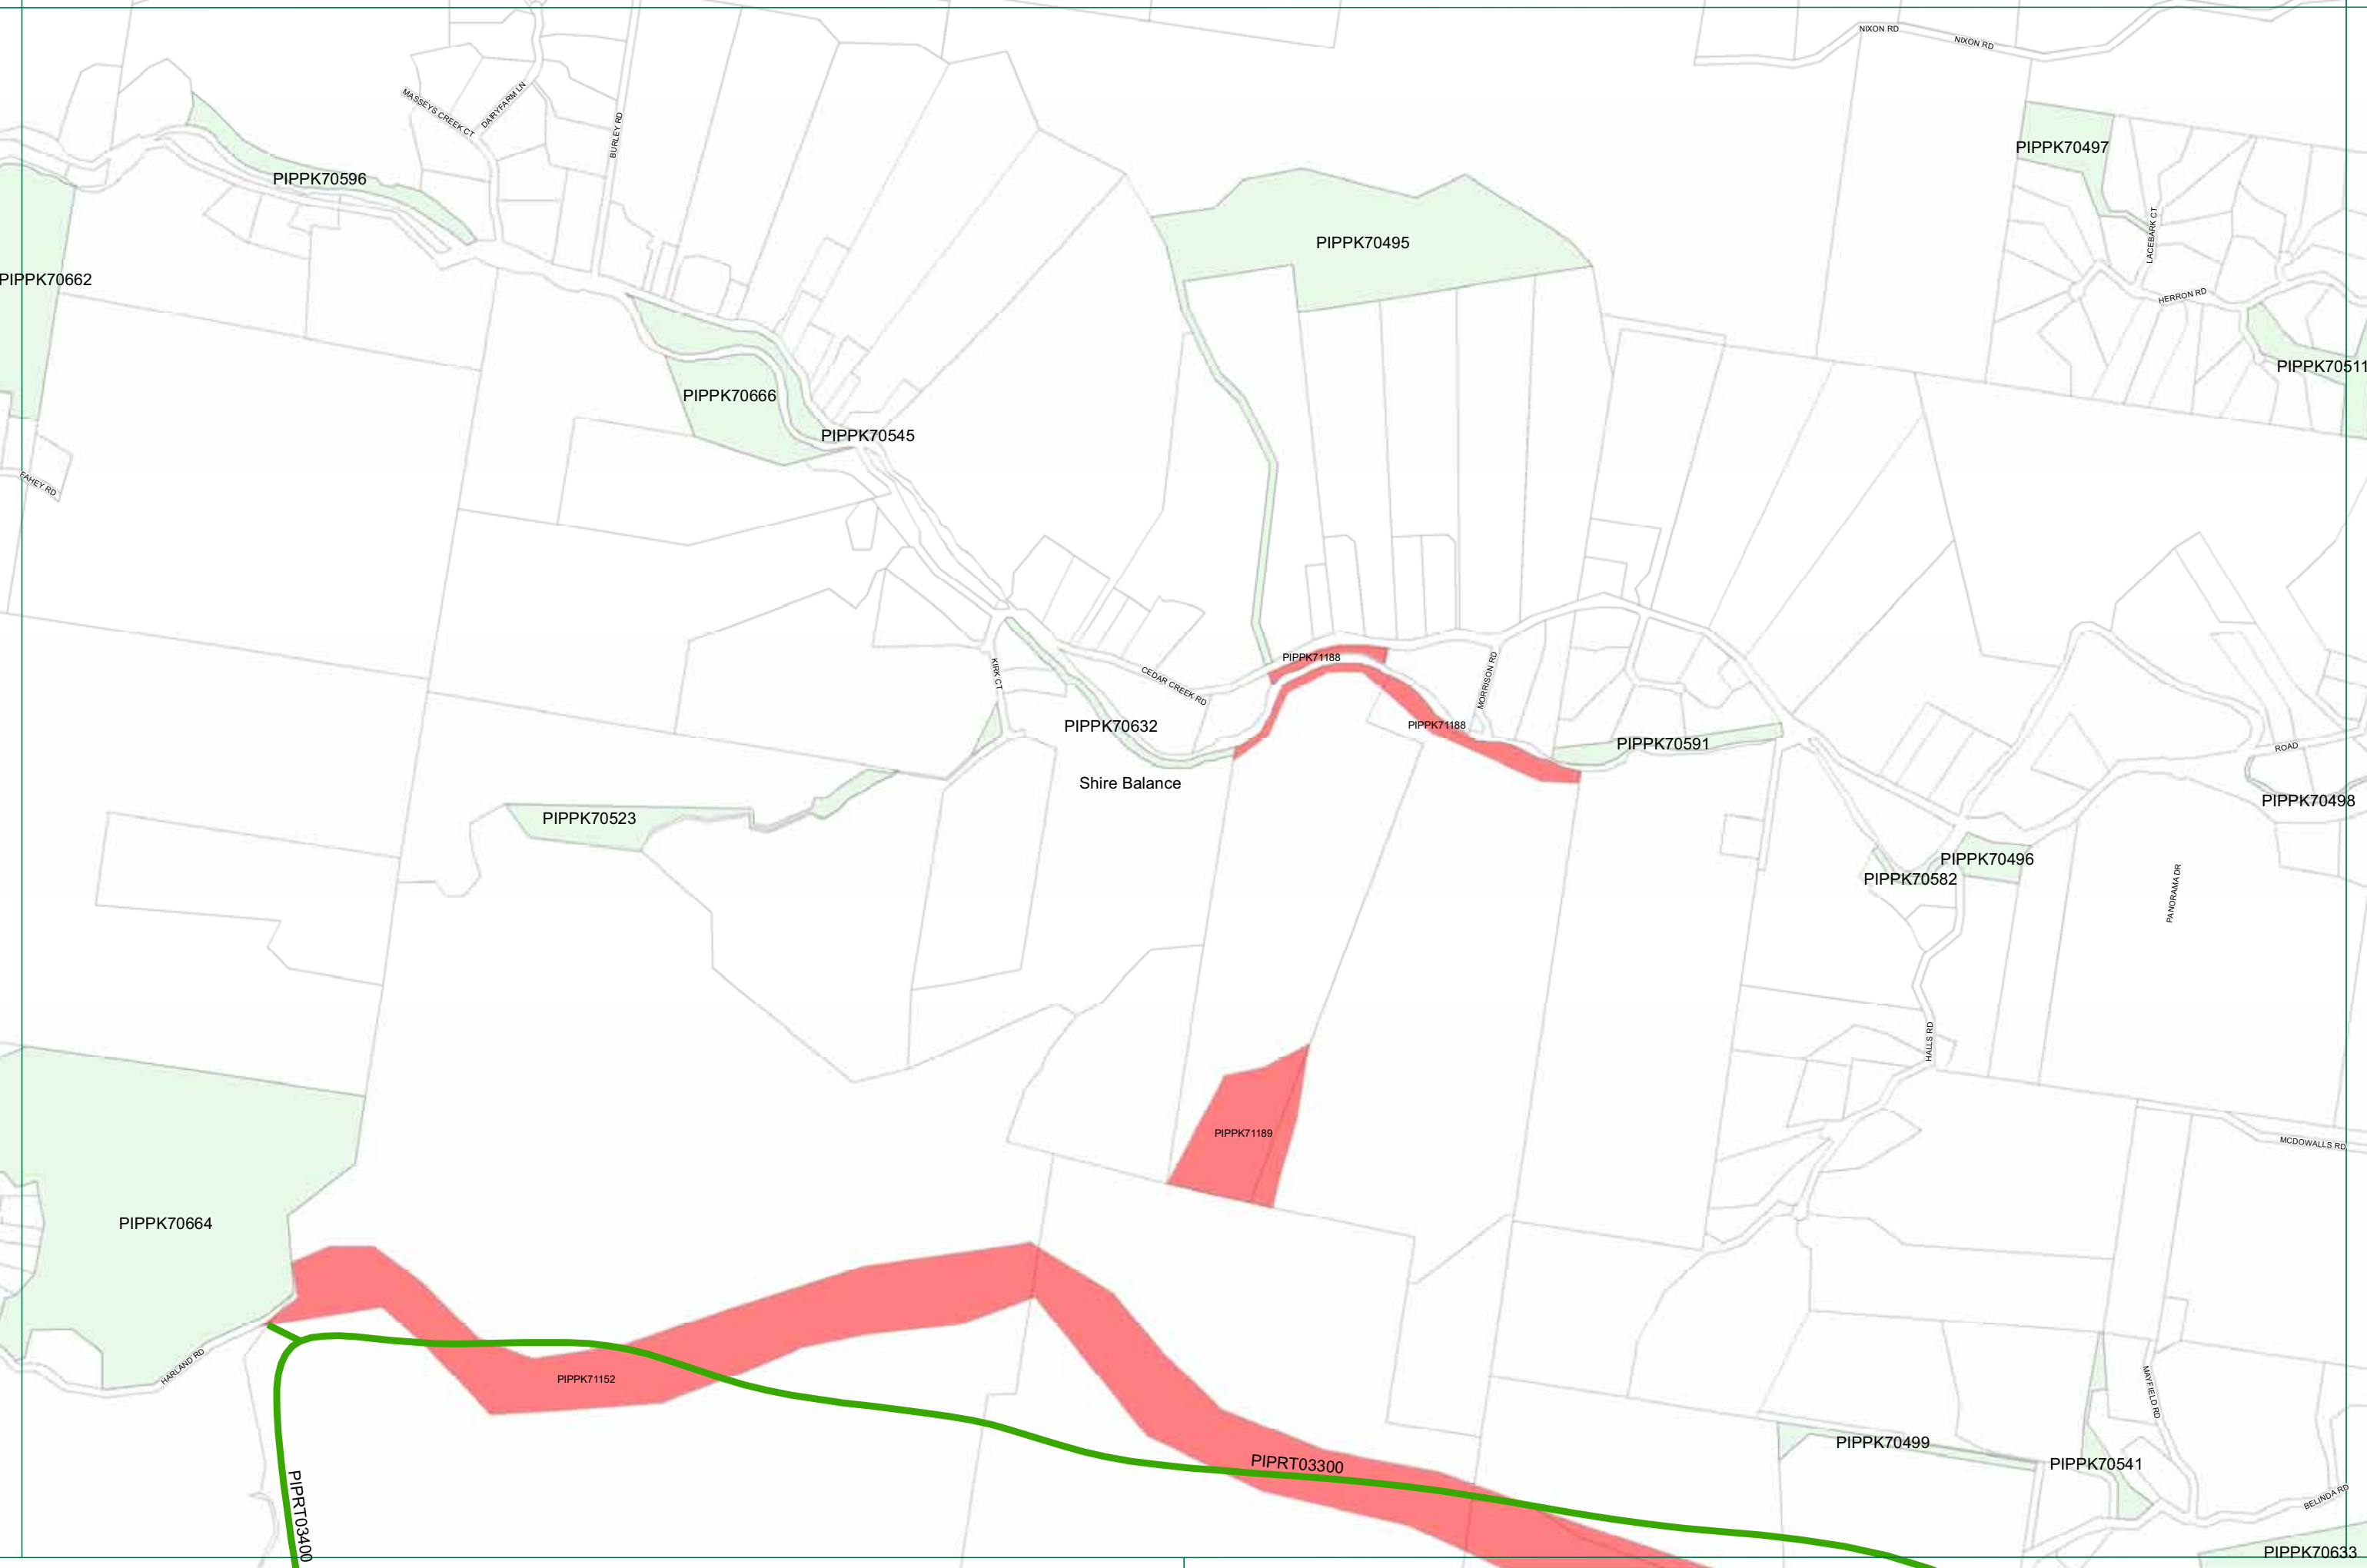 NIXON RD
NIXON RD
MASSEYS CREEK CT
DAIRYFARM LN
BURLEY RD
PIPPK70497
PIPPK70596
LACEBARK CT
PIPPK70495
PIPPK70662
HERRON RD
PIPPK70511
PIPPK70666
PIPPK70545
FAHEY RD
PIPPK71188
KIRK CT
CEDAR CREEK RD
MORRISON RD
PIPPK70632
PIPPK71188
PIPPK70591
ROAD
Shire Balance
PIPPK70498
PIPPK70523
PIPPK70496
PIPPK70582
PANORAMA DR
HALLS RD
PIPPK71189
MCDOWALLS RD
PIPPK70664
HARLAND RD
PIPPK71152
MAYFIELD RD
PIPPK70499
PIPRT03300
PIPPK70541
BELINDA RD
PIPRT03400
PIPPK70633